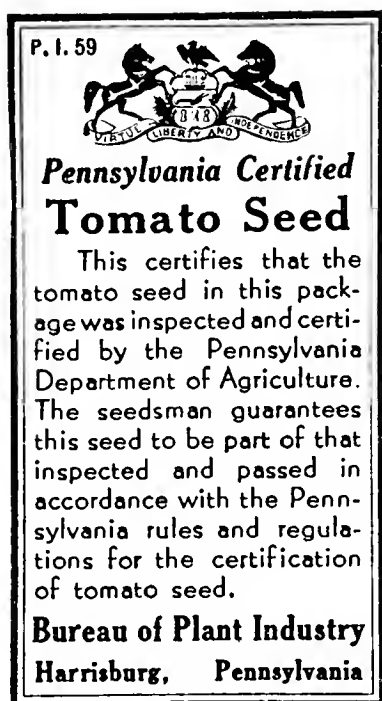 P. I. 59
VIRTUE LIBERTY AND INDEPENDENCE
Pennsylvania Certified
Tomato Seed
This certifies that the
tomato seed in this pack-
age was inspected and certi-
fied by the Pennsylvania
Department of Agriculture.
The seedsman guarantees
this seed to be part of that
inspected and passed in
accordance with the Penn-
sylvania rules and regula-
tions for the certification
of tomato seed.
Bureau of Plant Industry
Harrisburg, Pennsylvania